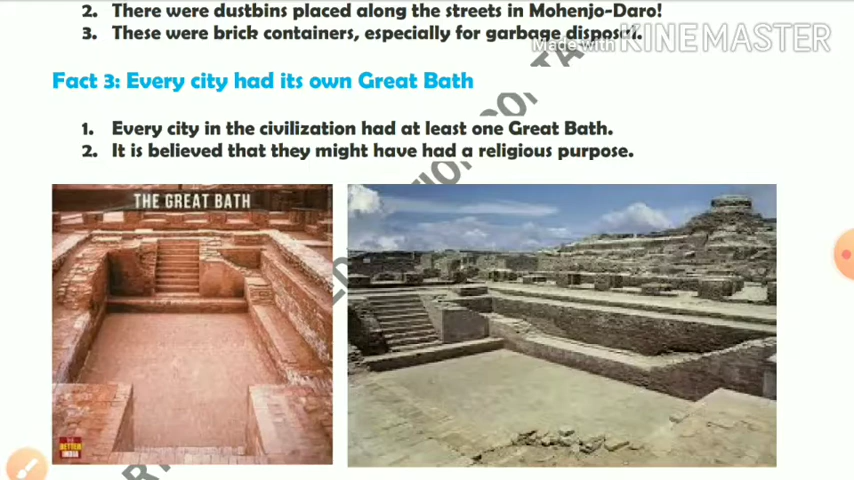 2. There were dustbins placed along the streets in Mohenjo-Daro!
3. These were brick containers, especially for garbage disposal.
Made with KINEMASTER
Fact 3: Every city had its own Great Bath
1. Every city in the civilization had at least one Great Bath.
2. It is believed that they might have had a religious purpose.
THE GREAT BATH
THE BETTER INDIA